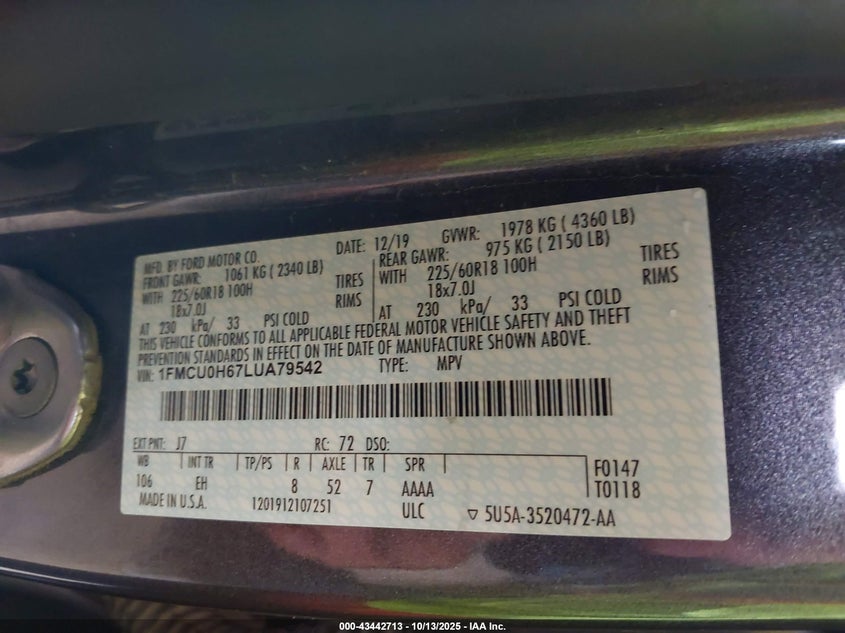 MFD. BY FORD MOTOR CO. DATE: 12/19 GVWR: 1978 KG ( 4360 LB)
FRONT GAWR: 1061 KG ( 2340 LB) REAR GAWR: 975 KG ( 2150 LB)
WITH 225/60R18 100H TIRES WITH 225/60R18 100H TIRES
18x7.0J RIMS 18x7.0J RIMS
AT 230 kPa/ 33 PSI COLD AT 230 kPa/ 33 PSI COLD
THIS VEHICLE CONFORMS TO ALL APPLICABLE FEDERAL MOTOR VEHICLE SAFETY AND THEFT
PREVENTION STANDARDS IN EFFECT ON THE DATE OF MANUFACTURE SHOWN ABOVE.
VIN: 1FMCU0H67LUA79542 TYPE: MPV
EXT PNT: J7 RC: 72 DSO:
WB INT TR TP/PS R AXLE TR SPR F0147
106 EH 8 52 7 AAAA T0118
MADE IN U.S.A. 1201912107251 ULC ▽ 5U5A-3520472-AA
000-43442713 - 10/13/2025 - IAA Inc.